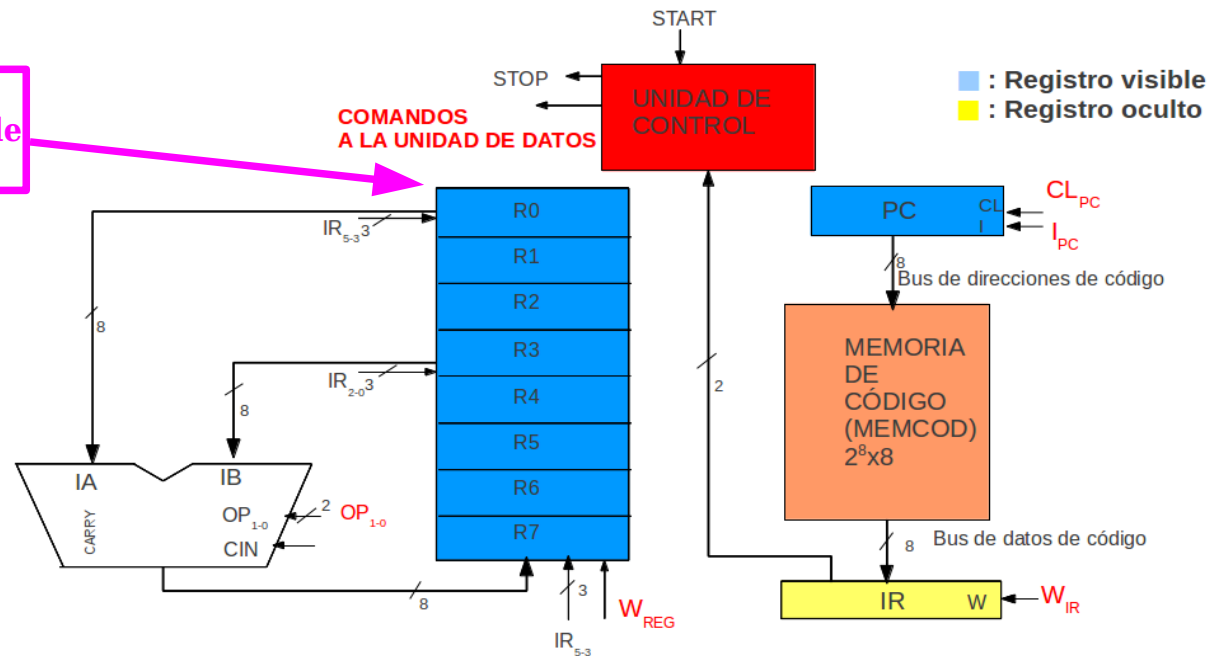 START
STOP
UNIDAD DE
CONTROL
COMANDOS
A LA UNIDAD DE DATOS
: Registro visible
: Registro oculto
le
R0
R1
R2
R3
R4
R5
R6
R7
IR5-3 3
IR2-0 3
8
8
IA
IB
CARRY
OP1-0
2
OP1-0
CIN
8
3
IR5-3
WREG
2
PC
CL
I
CLPC
IPC
8
Bus de direcciones de código
MEMORIA
DE
CÓDIGO
(MEMCOD)
2⁸x8
8
Bus de datos de código
IR
W
WIR